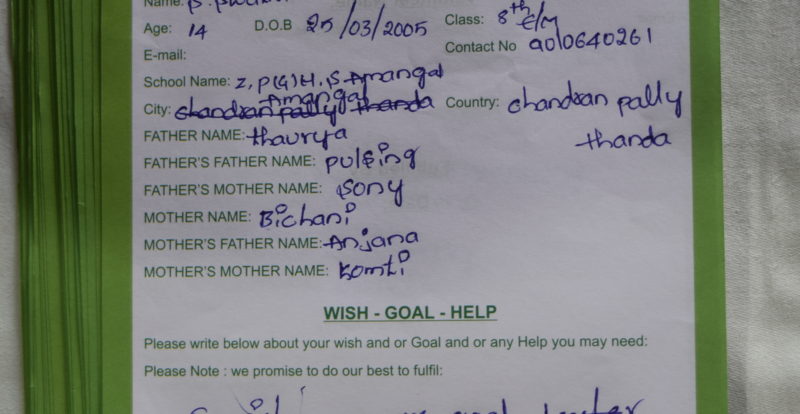 Name:
Age: 14 D.O.B 25/03/2005 Class: 8th E/M
E-mail: Contact No 9010640261
School Name: Z.P(G)H.S Amangal
City: Amangal Country: chandran pally thanda
FATHER NAME: thaurya
FATHER'S FATHER NAME: pulsing
FATHER'S MOTHER NAME: Sony
MOTHER NAME: Bichani
MOTHER'S FATHER NAME: Anjana
MOTHER'S MOTHER NAME: komti
WISH - GOAL - HELP
Please write below about your wish and or Goal and or any Help you may need:
Please Note : we promise to do our best to fulfil: